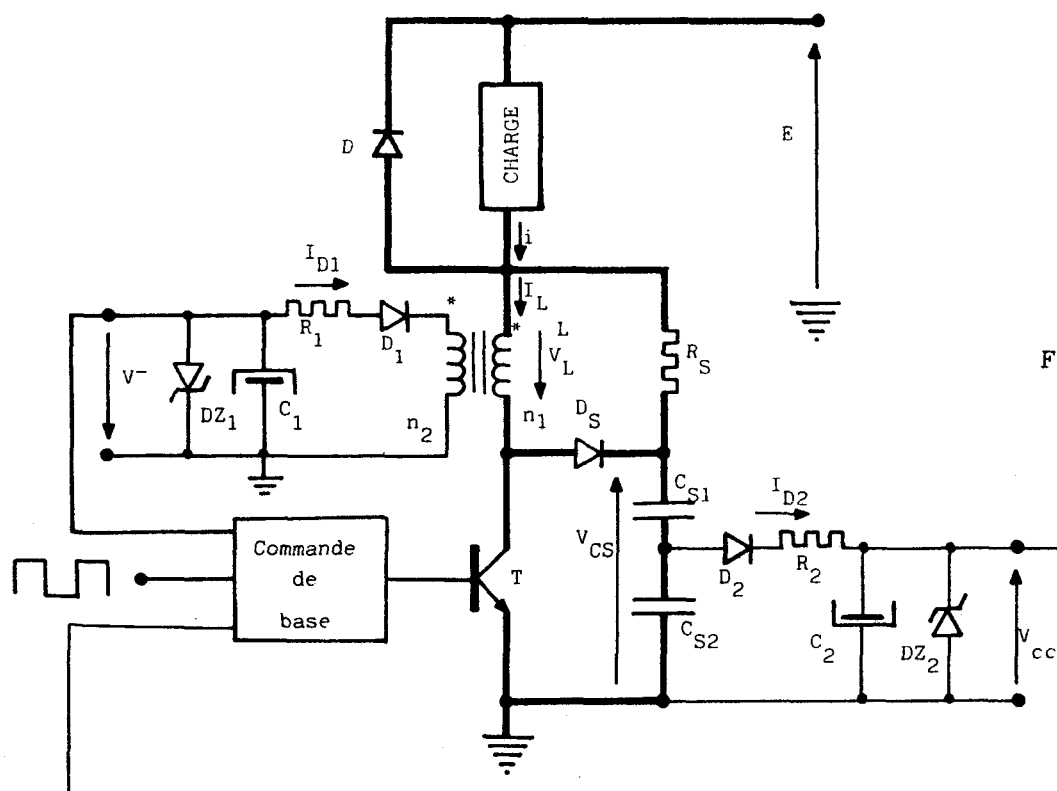 D
CHARGE
E
i
I_D1
I_L
*
*
L
R_1
D_1
V_L
R_S
F
V-
DZ_1
C_1
n_2
n_1
D_S
C_S1
I_D2
V_CS
Commande
de
base
T
D_2
R_2
C_S2
C_2
DZ_2
V_cc